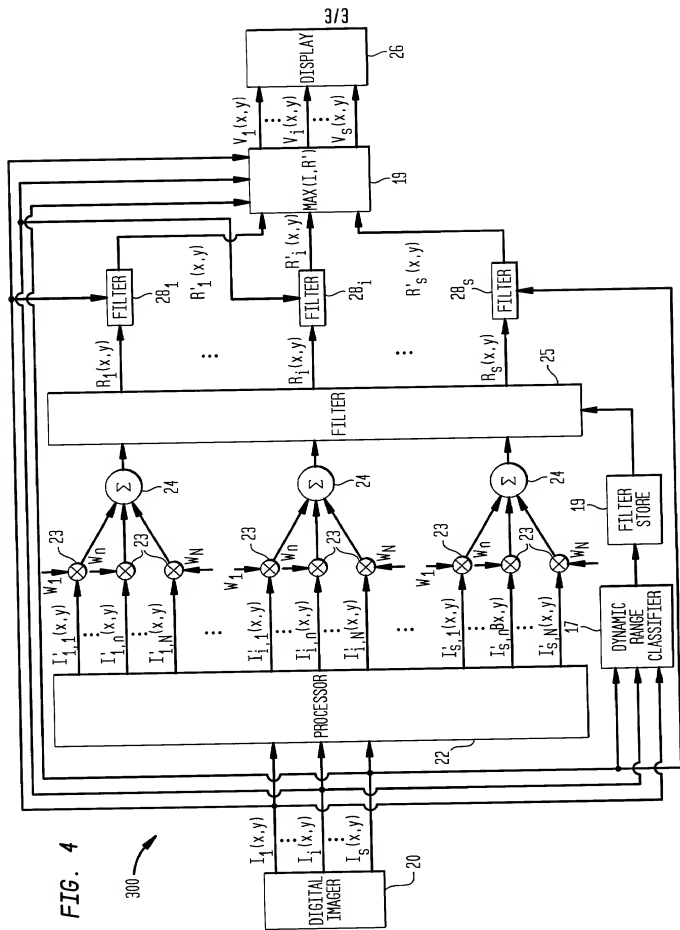 3/3
FIG. 4
300
DIGITAL IMAGER
20
I1(x,y)
⋮
Ii(x,y)
⋮
Is(x,y)
PROCESSOR
22
I'1,1(x,y)
I'1,n(x,y)
I'1,N(x,y)
...
I'i,1(x,y)
I'i,n(x,y)
I'i,N(x,y)
...
I's,1(x,y)
I's,nBx,y)
I's,N(x,y)
W1
23
Wn
23
WN
Σ
24
W1
23
Wn
23
WN
Σ
24
W1
23
Wn
23
WN
Σ
24
17
DYNAMIC
RANGE
CLASSIFIER
19
FILTER
STORE
FILTER
25
R1(x,y)
...
Ri(x,y)
...
Rs(x,y)
FILTER
281
FILTER
28i
FILTER
28s
R'1(x,y)
R'i(x,y)
R's(x,y)
MAX(I,R')
19
V1(x,y)
...
Vi(x,y)
...
Vs(x,y)
DISPLAY
26